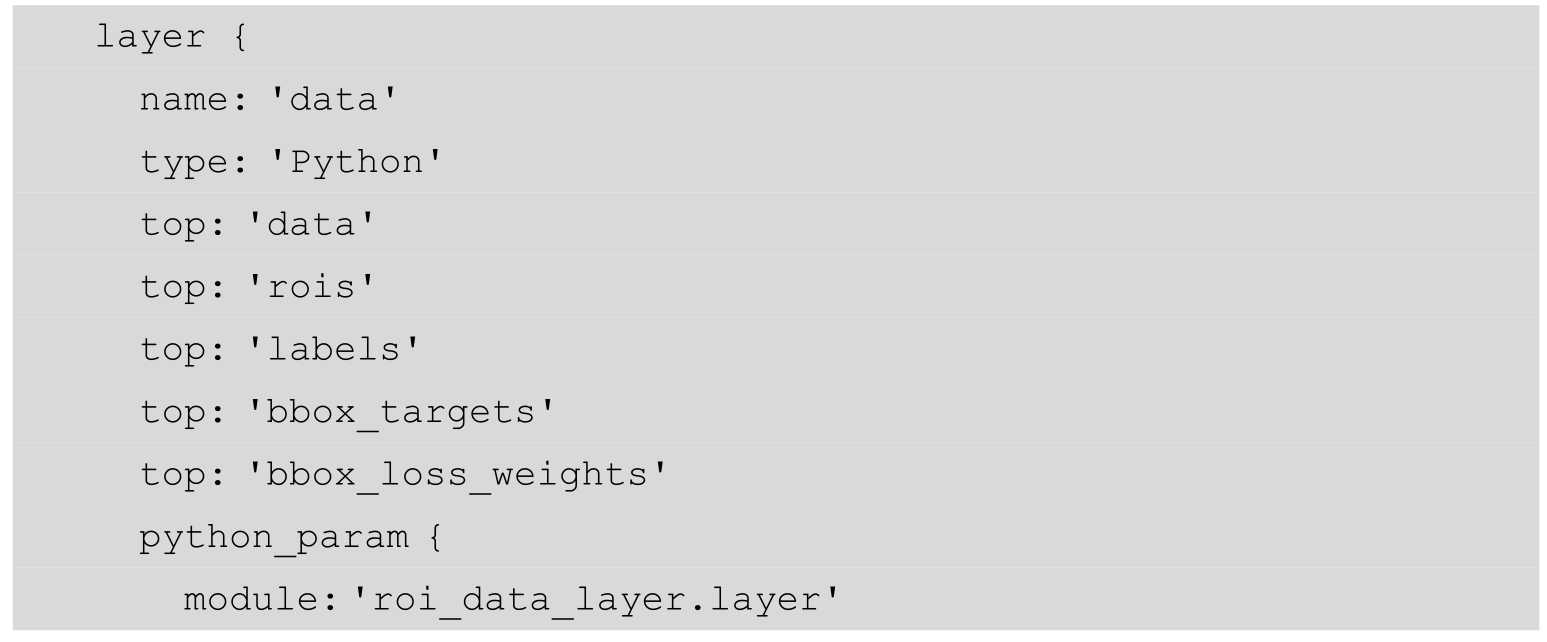 layer {
name: 'data'
type: 'Python'
top: 'data'
top: 'rois'
top: 'labels'
top: 'bbox_targets'
top: 'bbox_loss_weights'
python_param {
module: 'roi_data_layer.layer'